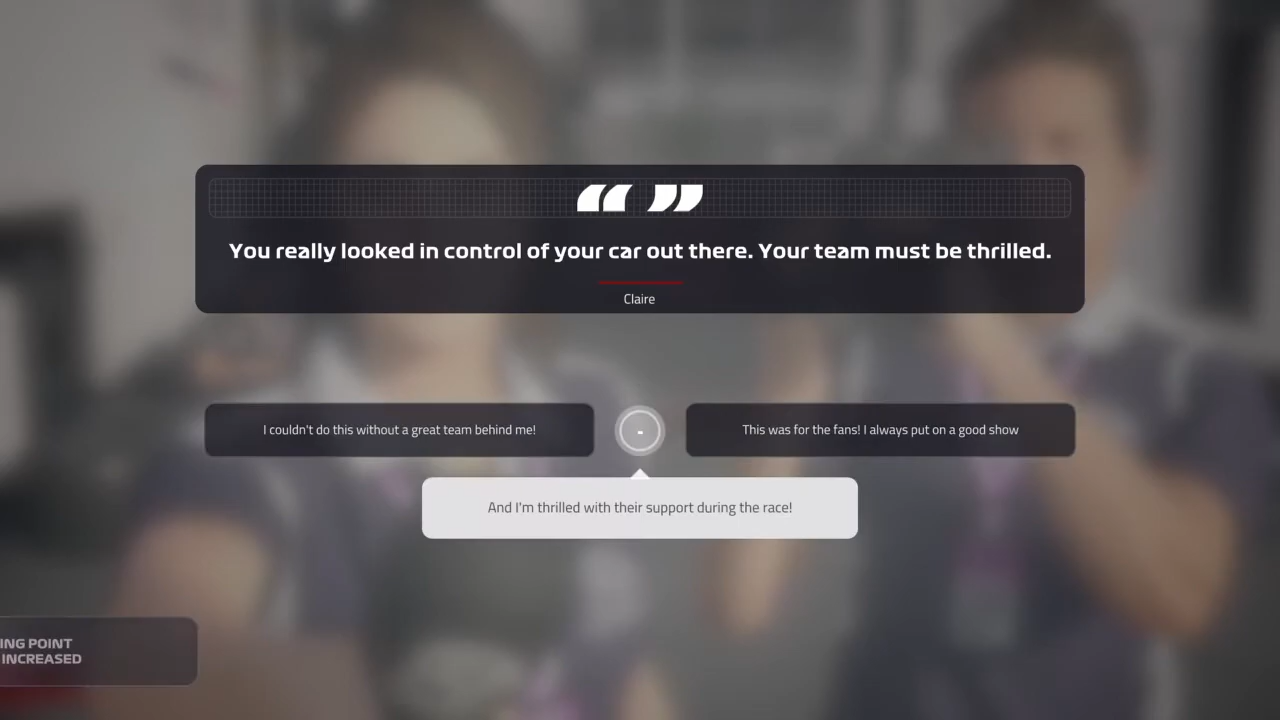 “ ”
You really looked in control of your car out there. Your team must be thrilled.
Claire
I couldn't do this without a great team behind me!
-
This was for the fans! I always put on a good show
And I'm thrilled with their support during the race!
ING POINT
INCREASED